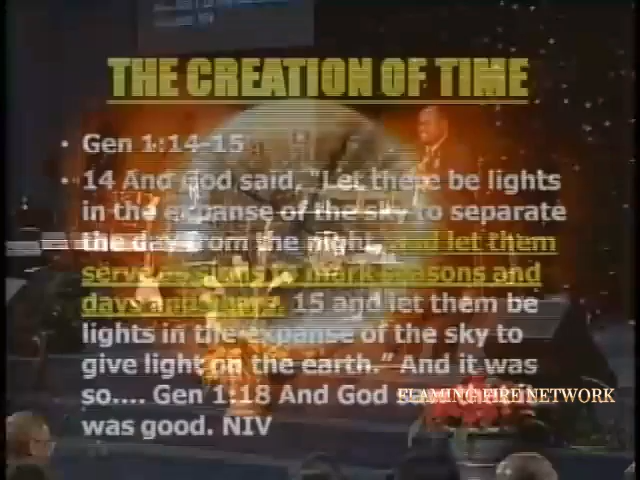 THE CREATION OF TIME
• Gen 1:14-15
• 14 And God said, "Let there be lights
in the expanse of the sky to separate
the day from the night, and let them
serve as signs to mark seasons and
days and years, 15 and let them be
lights in the expanse of the sky to
give light on the earth." And it was
so.... Gen 1:18 And God
was good. NIV
FLAMING FIRE NETWORK